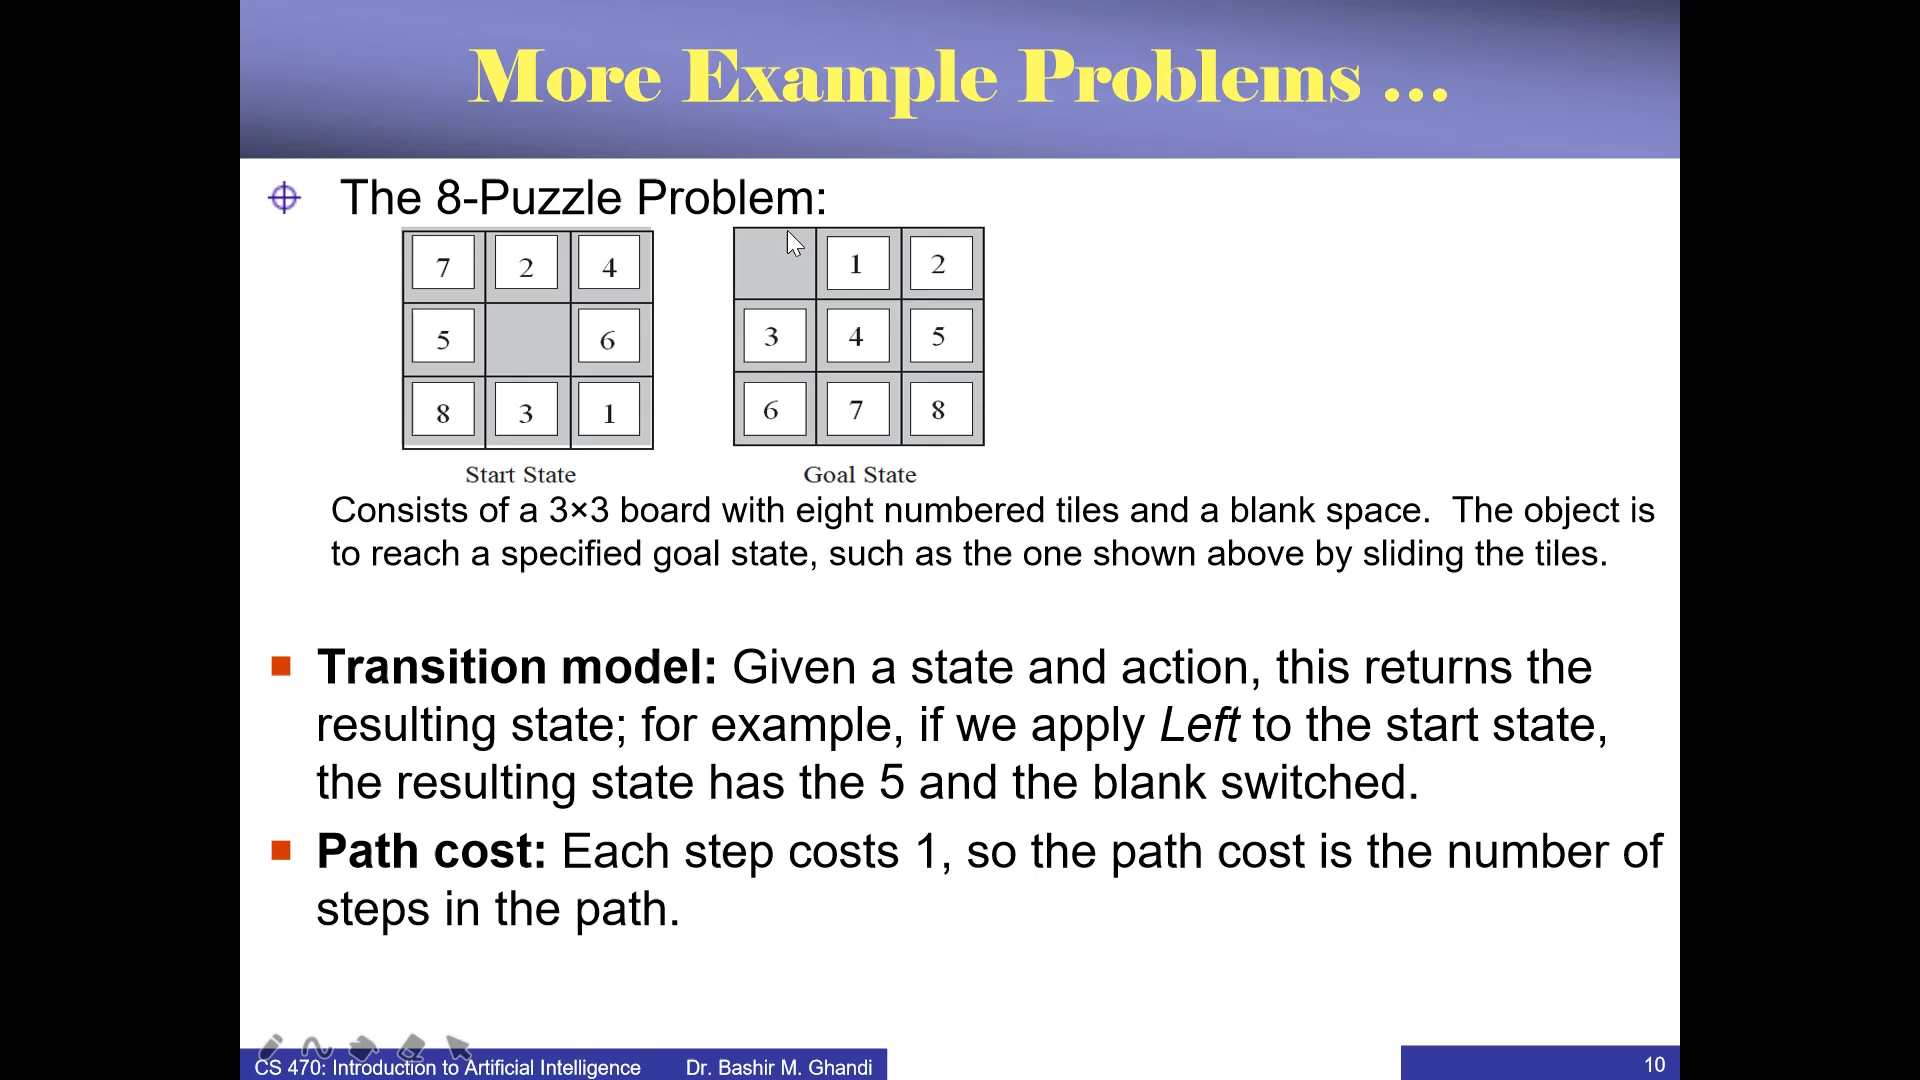 More Example Problems ...
The 8-Puzzle Problem:
7 2 4
5 6
8 3 1
Start State
1 2
3 4 5
6 7 8
Goal State
Consists of a 3×3 board with eight numbered tiles and a blank space. The object is
to reach a specified goal state, such as the one shown above by sliding the tiles.
Transition model: Given a state and action, this returns the
resulting state; for example, if we apply Left to the start state,
the resulting state has the 5 and the blank switched.
Path cost: Each step costs 1, so the path cost is the number of
steps in the path.
CS 470: Introduction to Artificial Intelligence Dr. Bashir M. Ghandi
10